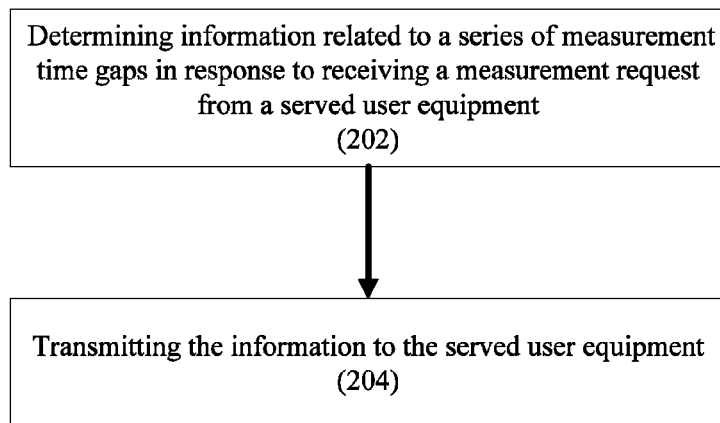 Determining information related to a series of measurement
time gaps in response to receiving a measurement request
from a served user equipment
(202)
Transmitting the information to the served user equipment
(204)